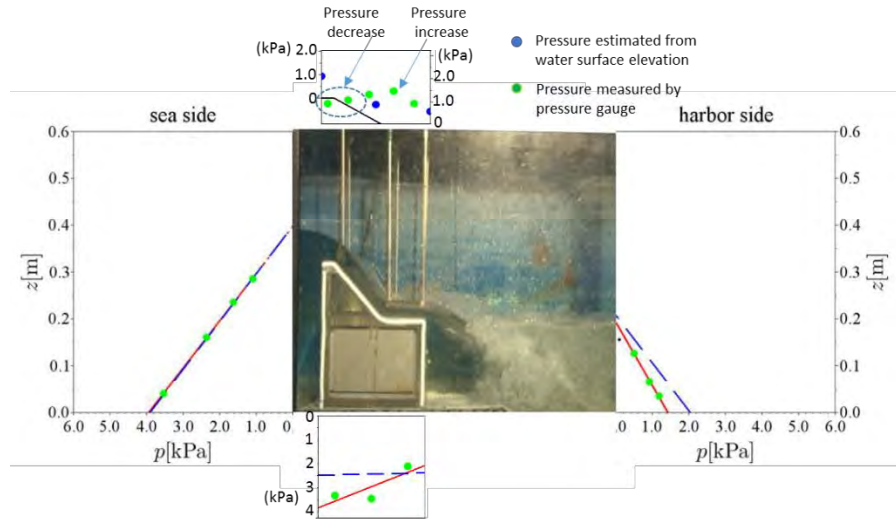 Pressure decrease
Pressure increase
(kPa)
(kPa)
2.0
1.0
0
2.0
1.0
0
Pressure estimated from
water surface elevation
Pressure measured by
pressure gauge
sea side
harbor side
0.6
0.5
0.4
0.3
0.2
0.1
0.0
z[m]
6.0 5.0 4.0 3.0 2.0 1.0 0.
p[kPa]
0.6
0.5
0.4
0.3
0.2
0.1
0.0
z[m]
.0 1.0 2.0 3.0 4.0 5.0 6.0
p[kPa]
0
1
2
3
4
(kPa)